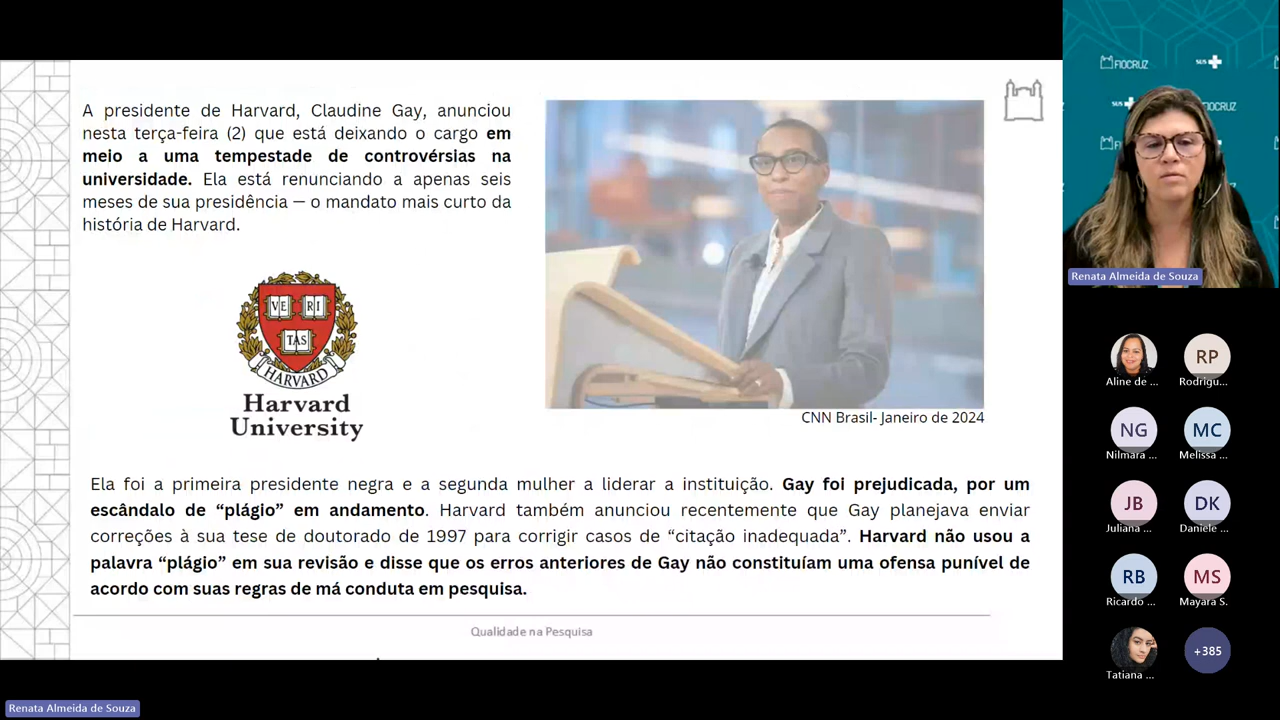 A presidente de Harvard, Claudine Gay, anunciou
nesta terça-feira (2) que está deixando o cargo em
meio a uma tempestade de controvérsias na
universidade. Ela está renunciando a apenas seis
meses de sua presidência — o mandato mais curto da
história de Harvard.
VE RI
TAS
HARVARD
Harvard
University
CNN Brasil- Janeiro de 2024
Ela foi a primeira presidente negra e a segunda mulher a liderar a instituição. Gay foi prejudicada, por um
escândalo de “plágio” em andamento. Harvard também anunciou recentemente que Gay planejava enviar
correções à sua tese de doutorado de 1997 para corrigir casos de “citação inadequada”. Harvard não usou a
palavra “plágio” em sua revisão e disse que os erros anteriores de Gay não constituíam uma ofensa punível de
acordo com suas regras de má conduta em pesquisa.
Qualidade na Pesquisa
FIOCRUZ
SUS
SUS
FIOCRUZ
Renata Almeida de Souza
Aline de ...
RP
Rodrigu...
NG
Nilmara ...
MC
Melissa ...
JB
Juliana ...
DK
Daniele ...
RB
Ricardo ...
MS
Mayara S.
Tatiana ...
+385
Renata Almeida de Souza